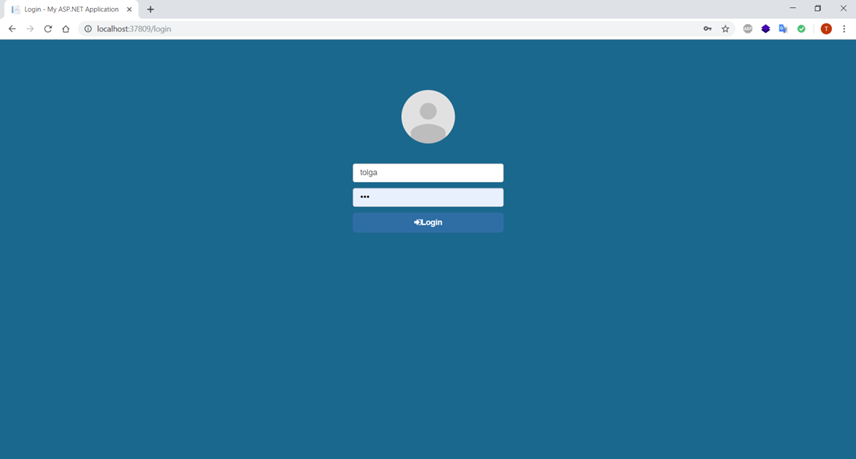 Login - My ASP.NET Application
localhost:37809/login
T
tolga
•••
Login